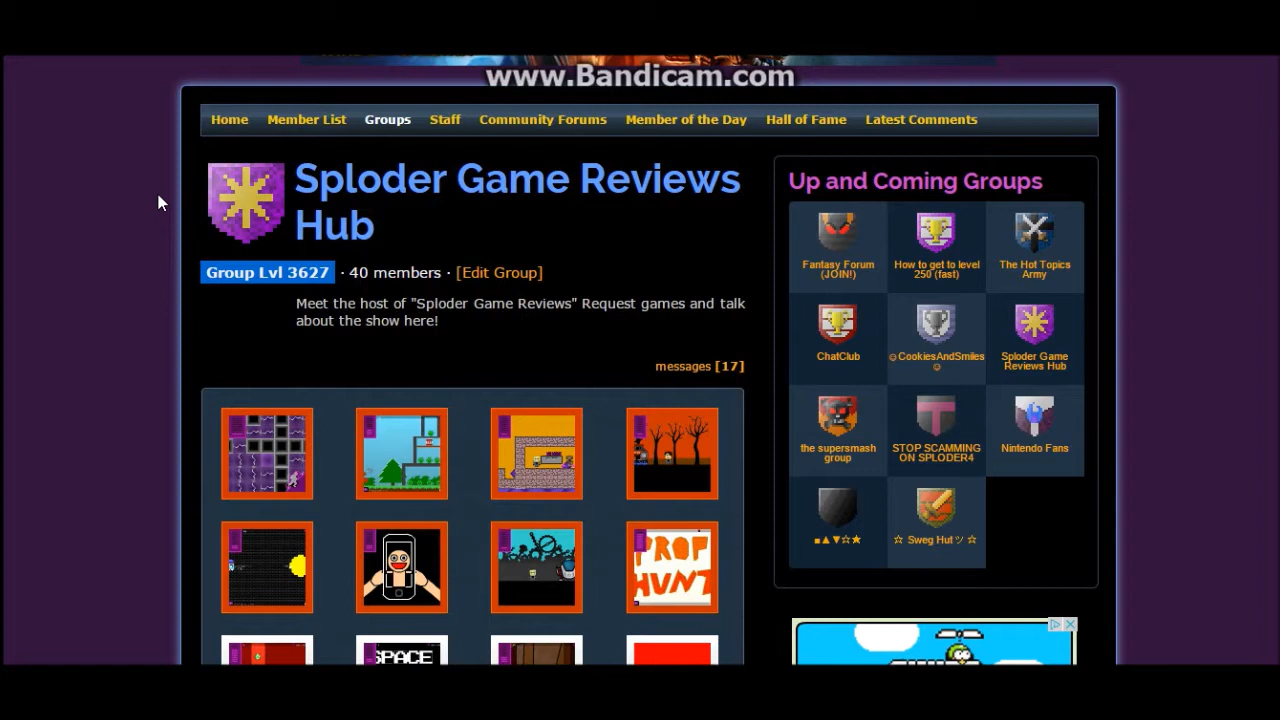 www.Bandicam.com
Home Member List Groups Staff Community Forums Member of the Day Hall of Fame Latest Comments
Sploder Game Reviews
Hub
Group Lvl 3627 · 40 members · [Edit Group]
Meet the host of "Sploder Game Reviews" Request games and talk
about the show here!
messages [17]
PROP
HUNT
SPACE
Up and Coming Groups
Fantasy Forum
(JOIN!)
How to get to level
250 (fast)
The Hot Topics
Army
ChatClub
☺CookiesAndSmiles
☺
Sploder Game
Reviews Hub
the supersmash
group
STOP SCAMMING
ON SPLODER4
Nintendo Fans
■▲▼☆★
☆ Sweg Hut ツ ☆